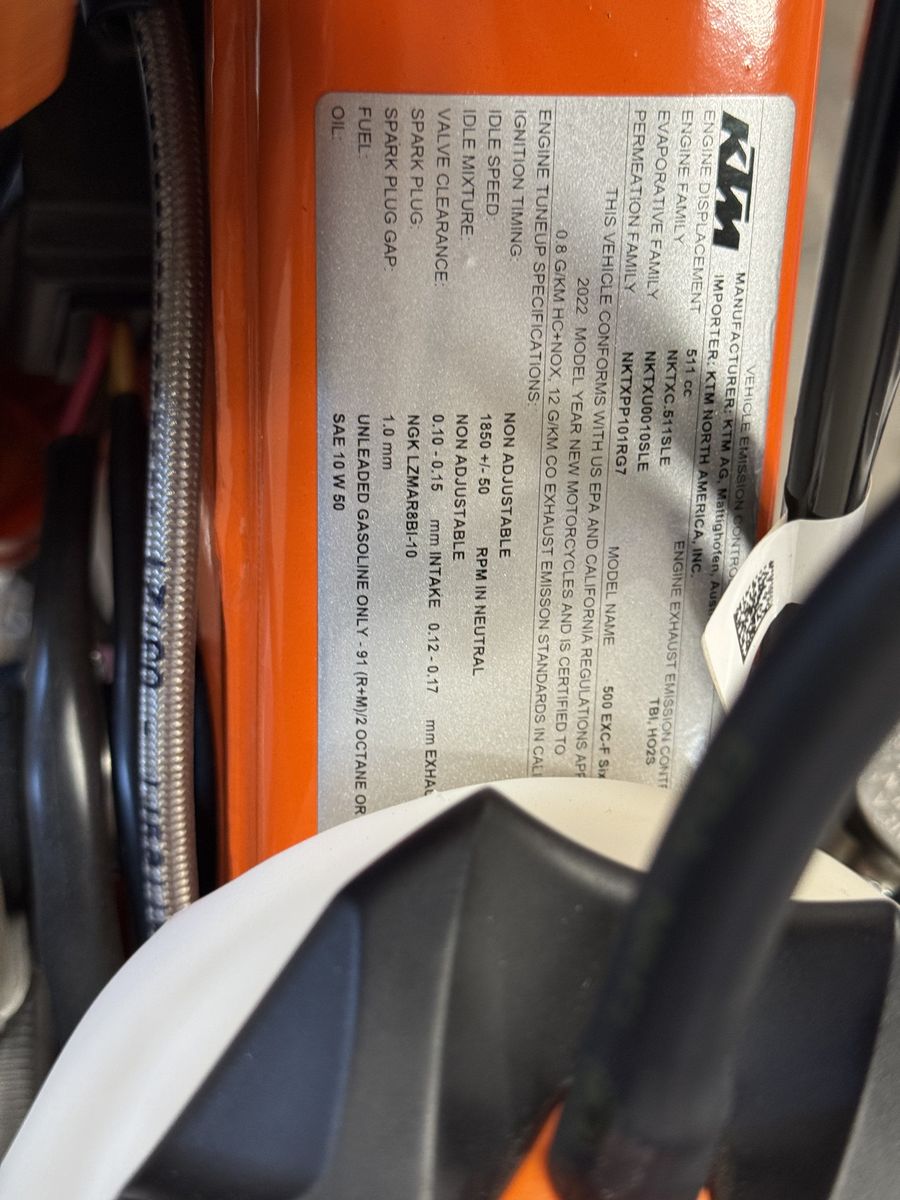 KTM
VEHICLE EMISSION CONTRO
MANUFACTURER: KTM AG, Mattighofen, Aus
IMPORTER: KTM NORTH AMERICA, INC.
ENGINE DISPLACEMENT 511 cc ENGINE EXHAUST EMISSION CONTR
ENGINE FAMILY NKTXC.511SLE TBI, HO2S
EVAPORATIVE FAMILY NKTXU0010SLE
PERMEATION FAMILY NKTXPP101RG7 MODEL NAME 500 EXC-F Six
THIS VEHICLE CONFORMS WITH US EPA AND CALIFORNIA REGULATIONS APP
2022 MODEL YEAR NEW MOTORCYCLES AND IS CERTIFIED TO
0.8 G/KM HC+NOX, 12 G/KM CO EXHAUST EMISSON STANDARDS IN CALI
ENGINE TUNEUP SPECIFICATIONS:
IGNITION TIMING: NON ADJUSTABLE
IDLE SPEED: 1850 +/- 50 RPM IN NEUTRAL
IDLE MIXTURE: NON ADJUSTABLE
VALVE CLEARANCE: 0.10 - 0.15 mm INTAKE 0.12 - 0.17 mm EXHAU
SPARK PLUG: NGK LZMAR8BI-10
SPARK PLUG GAP: 1.0 mm
FUEL: UNLEADED GASOLINE ONLY - 91 (R+M)/2 OCTANE OR
OIL: SAE 10 W 50